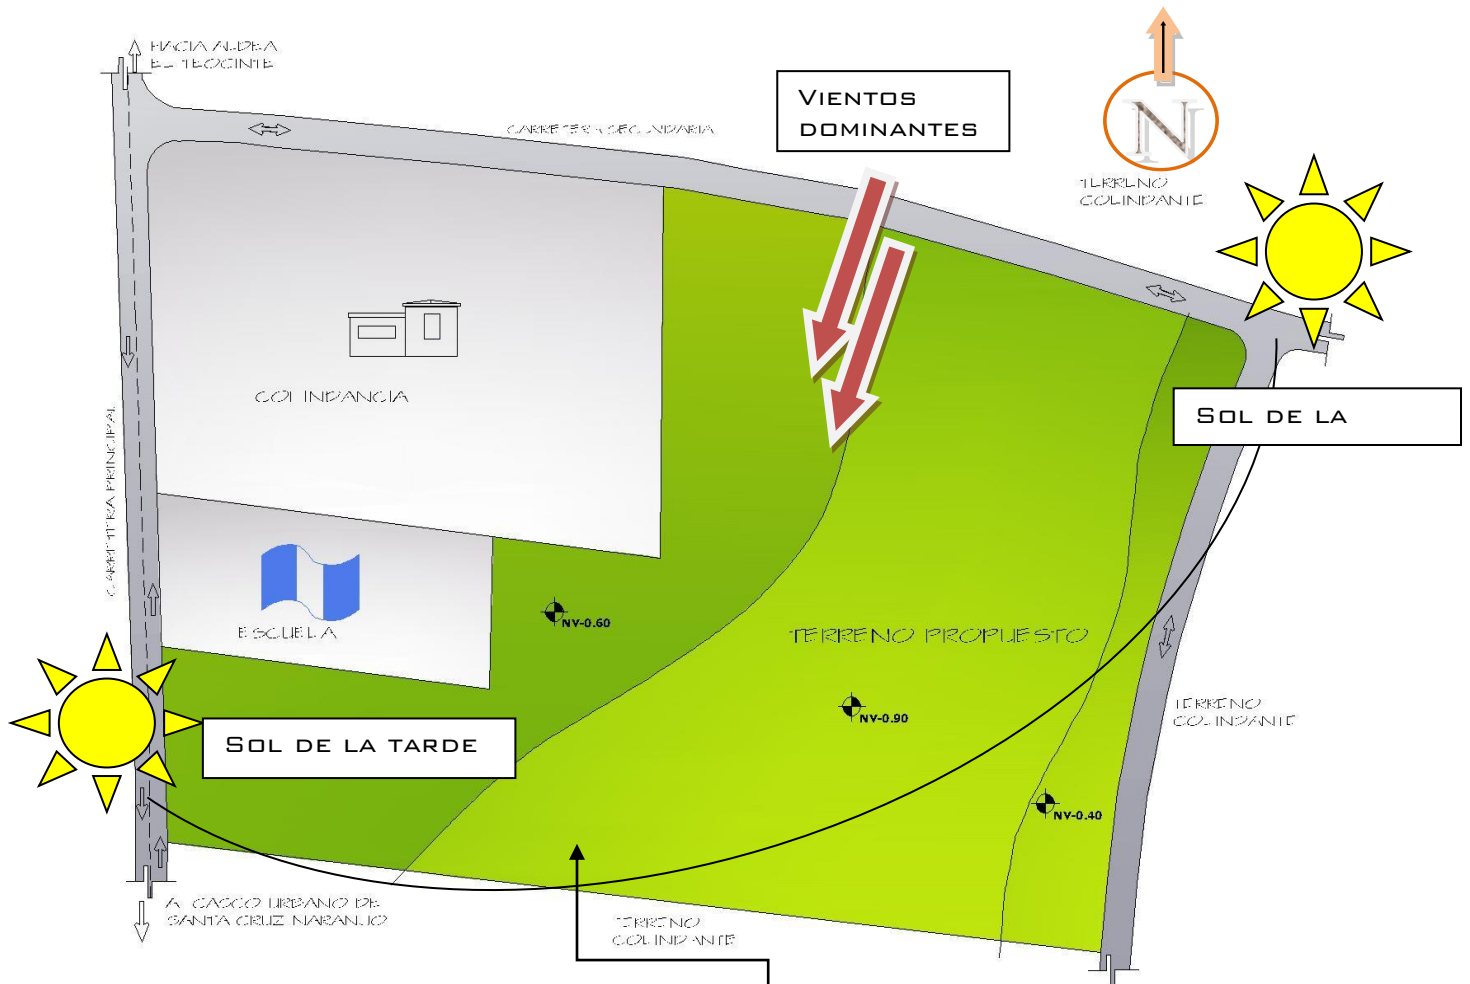 HACIA ALDEA
EL TEOCINTE
VIENTOS
DOMINANTES
N
CARRETERA SECUNDARIA
TERRENO
COLINDANTE
COLINDANCIA
SOL DE LA
CARRETERA PRINCIPAL
ESCUELA
NV-0.60
TERRENO PROPUESTO
NV-0.90
TERRENO
COLINDANTE
SOL DE LA TARDE
NV-0.40
A CASCO URBANO DE
SANTA CRUZ NARANJO
TERRENO
COLINDANTE